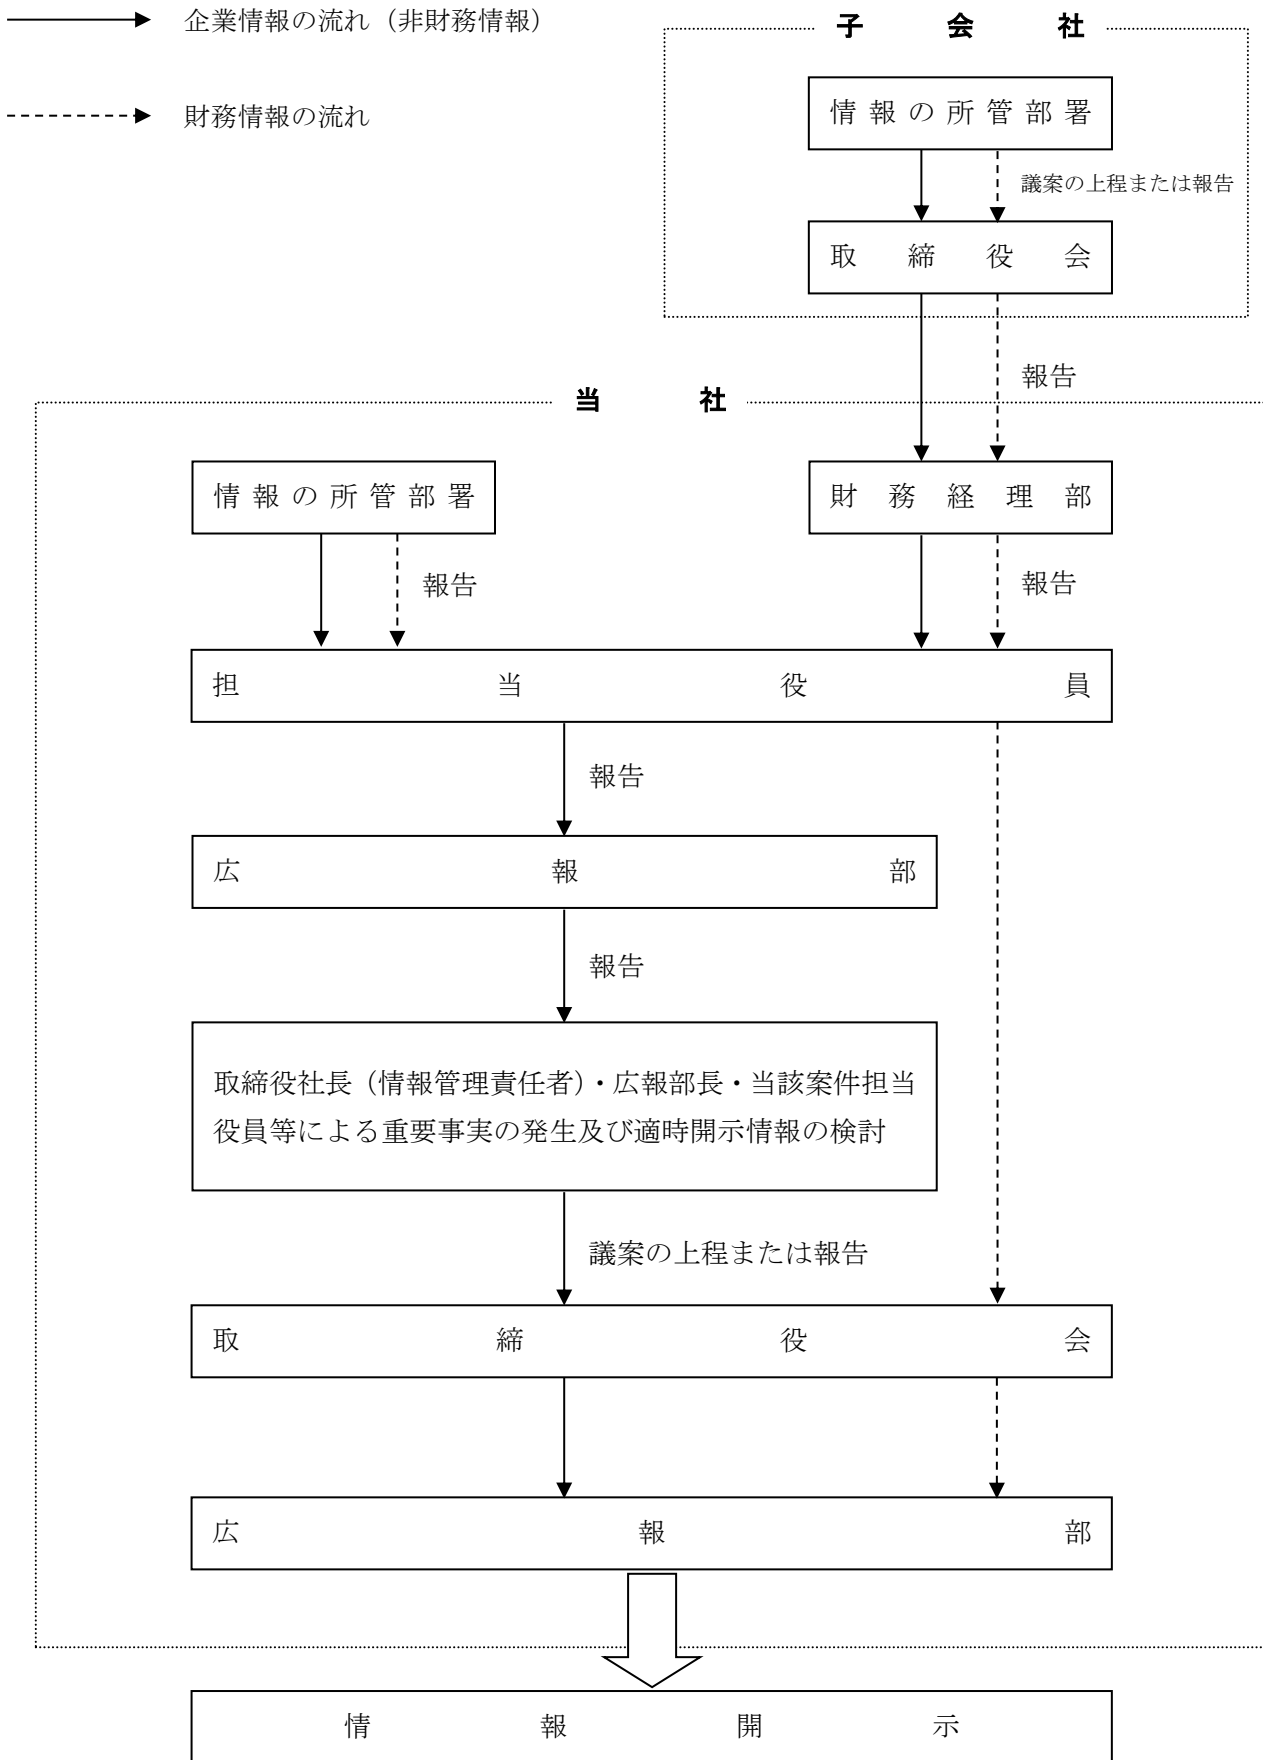 企業情報の流れ（非財務情報）
財務情報の流れ
子会社
情報の所管部署
議案の上程または報告
取締役会
報告
当社
情報の所管部署
財務経理部
報告
報告
担当役員
報告
広報部
報告
取締役社長（情報管理責任者）・広報部長・当該案件担当
役員等による重要事実の発生及び適時開示情報の検討
議案の上程または報告
取締役会
広報部
情報開示